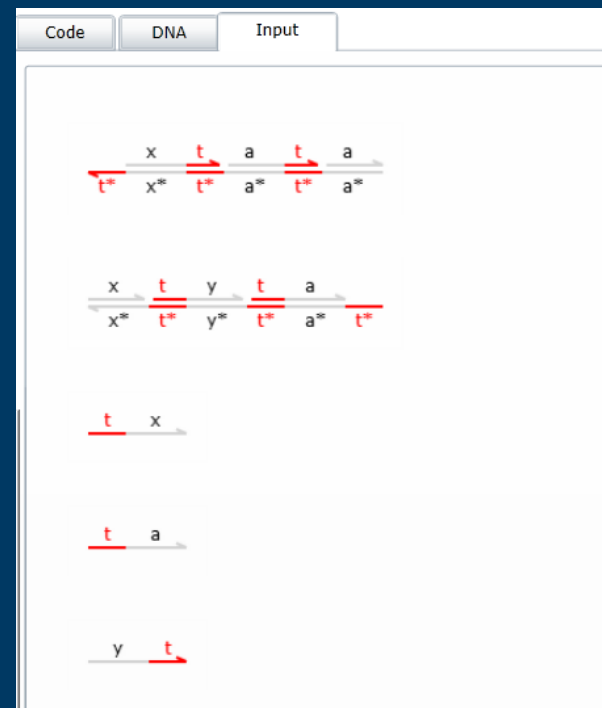 Code DNA Input
x t a t a
t* x* t* a* t* a*
x t y t a
x* t* y* t* a* t*
t x
t a
y t